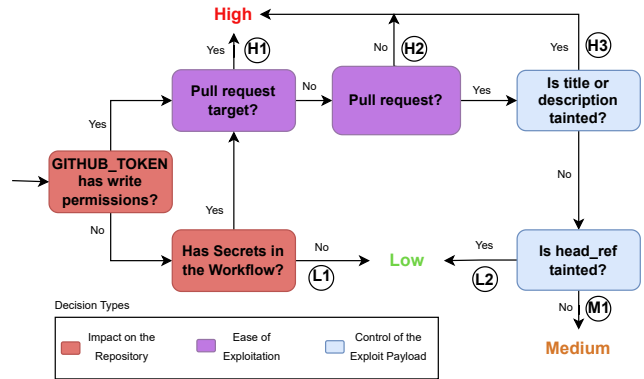 High
Yes
H1
No
H2
Yes
H3
Pull request
target?
No
Pull request?
Yes
Is title or
description
tainted?
Yes
GITHUB_TOKEN
has write
permissions?
No
Yes
No
Has Secrets in
the Workflow?
No
L1
Low
Yes
L2
Is head_ref
tainted?
No
M1
Medium
Decision Types
Impact on the
Repository
Ease of
Exploitation
Control of the
Exploit Payload